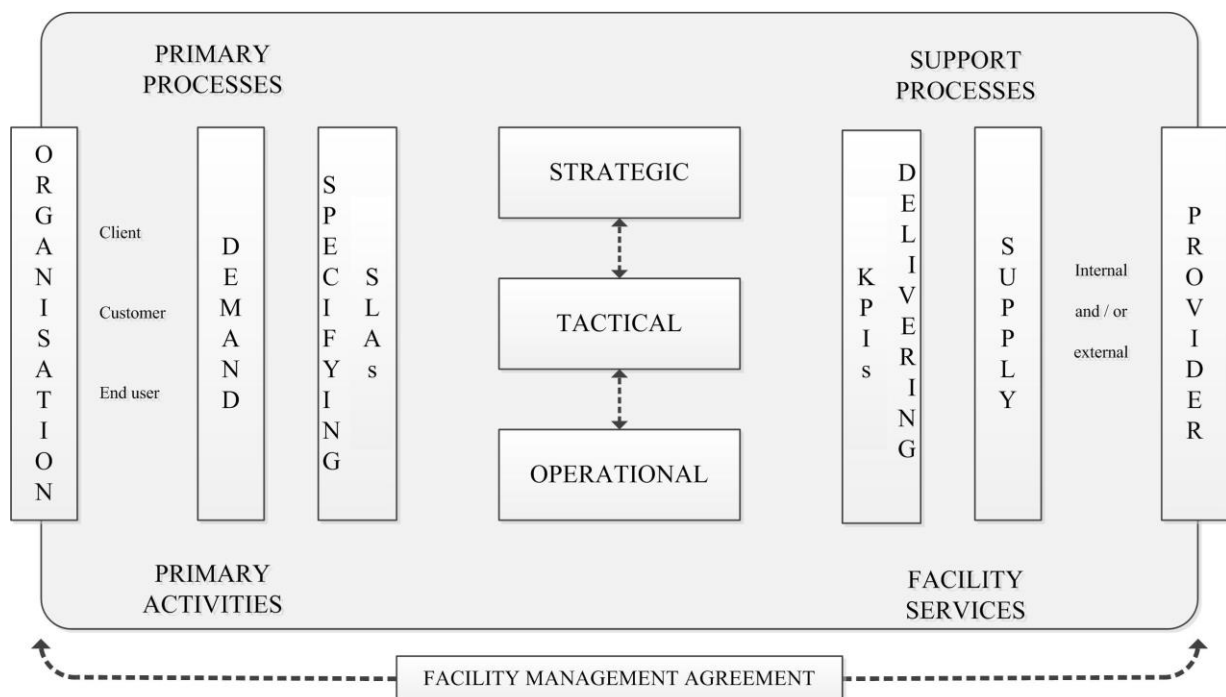 PRIMARY
PROCESSES
SUPPORT
PROCESSES
ORGANISATION
Client
Customer
End user
DEMAND
SPECIFYING
SLAs
STRATEGIC
TACTICAL
OPERATIONAL
KPIs
DELIVERING
SUPPLY
Internal
and / or
external
PROVIDER
PRIMARY
ACTIVITIES
FACILITY
SERVICES
FACILITY MANAGEMENT AGREEMENT